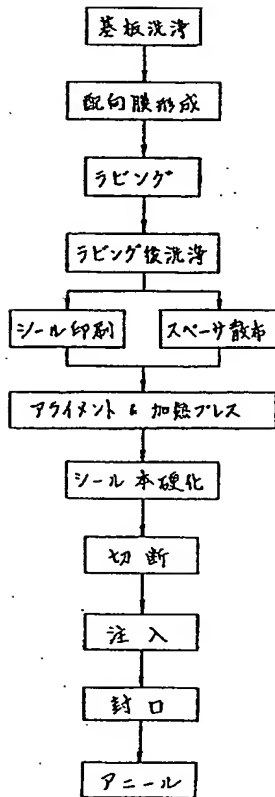 基板洗浄
配向膜形成
ラビング
ラビング後洗浄
シール印刷
スペーサ散布
アライメント & 加熱プレス
シール本硬化
切断
注入
封口
アニール